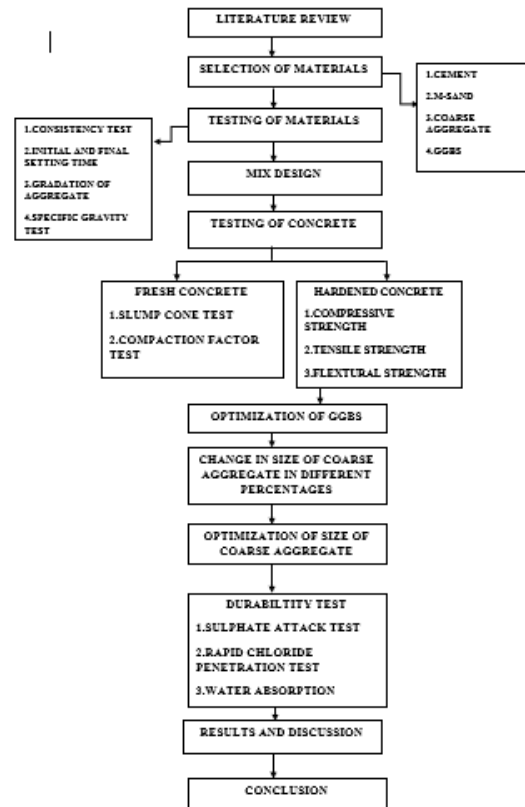 LITERATURE REVIEW
SELECTION OF MATERIALS
1.CEMENT
2.M-SAND
3.COARSE
AGGREGATE
4.GGBS
TESTING OF MATERIALS
1.CONSISTENCY TEST
2.INITIAL AND FINAL
SETTING TIME
3.GRADATION OF
AGGREGATE
4.SPECIFIC GRAVITY
TEST
MIX DESIGN
TESTING OF CONCRETE
FRESH CONCRETE
1.SLUMP CONE TEST
2.COMPACTION FACTOR
TEST
HARDENED CONCRETE
1.COMPRESSIVE
STRENGTH
2.TENSILE STRENGTH
3.FLEXTURAL STRENGTH
OPTIMIZATION OF GGBS
CHANGE IN SIZE OF COARSE
AGGREGATE IN DIFFERENT
PERCENTAGES
OPTIMIZATION OF SIZE OF
COARSE AGGREGATE
DURABILTITY TEST
1.SULPHATE ATTACK TEST
2.RAPID CHLORIDE
PENETRATION TEST
3.WATER ABSORPTION
RESULTS AND DISCUSSION
CONCLUSION